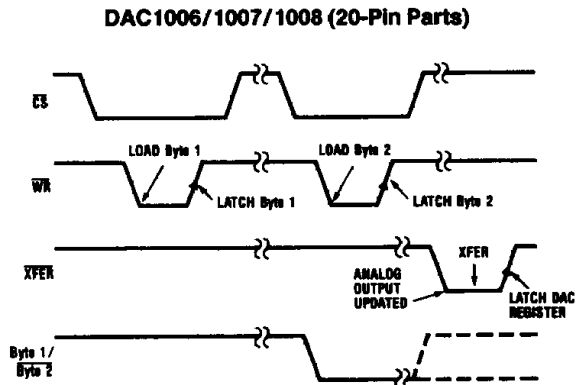 DAC1006/1007/1008 (20-Pin Parts)
CS
LOAD Byte 1
LOAD Byte 2
WR
LATCH Byte 1
LATCH Byte 2
XFER
XFER
ANALOG
OUTPUT
UPDATED
LATCH DAC
REGISTER
Byte 1/
Byte 2